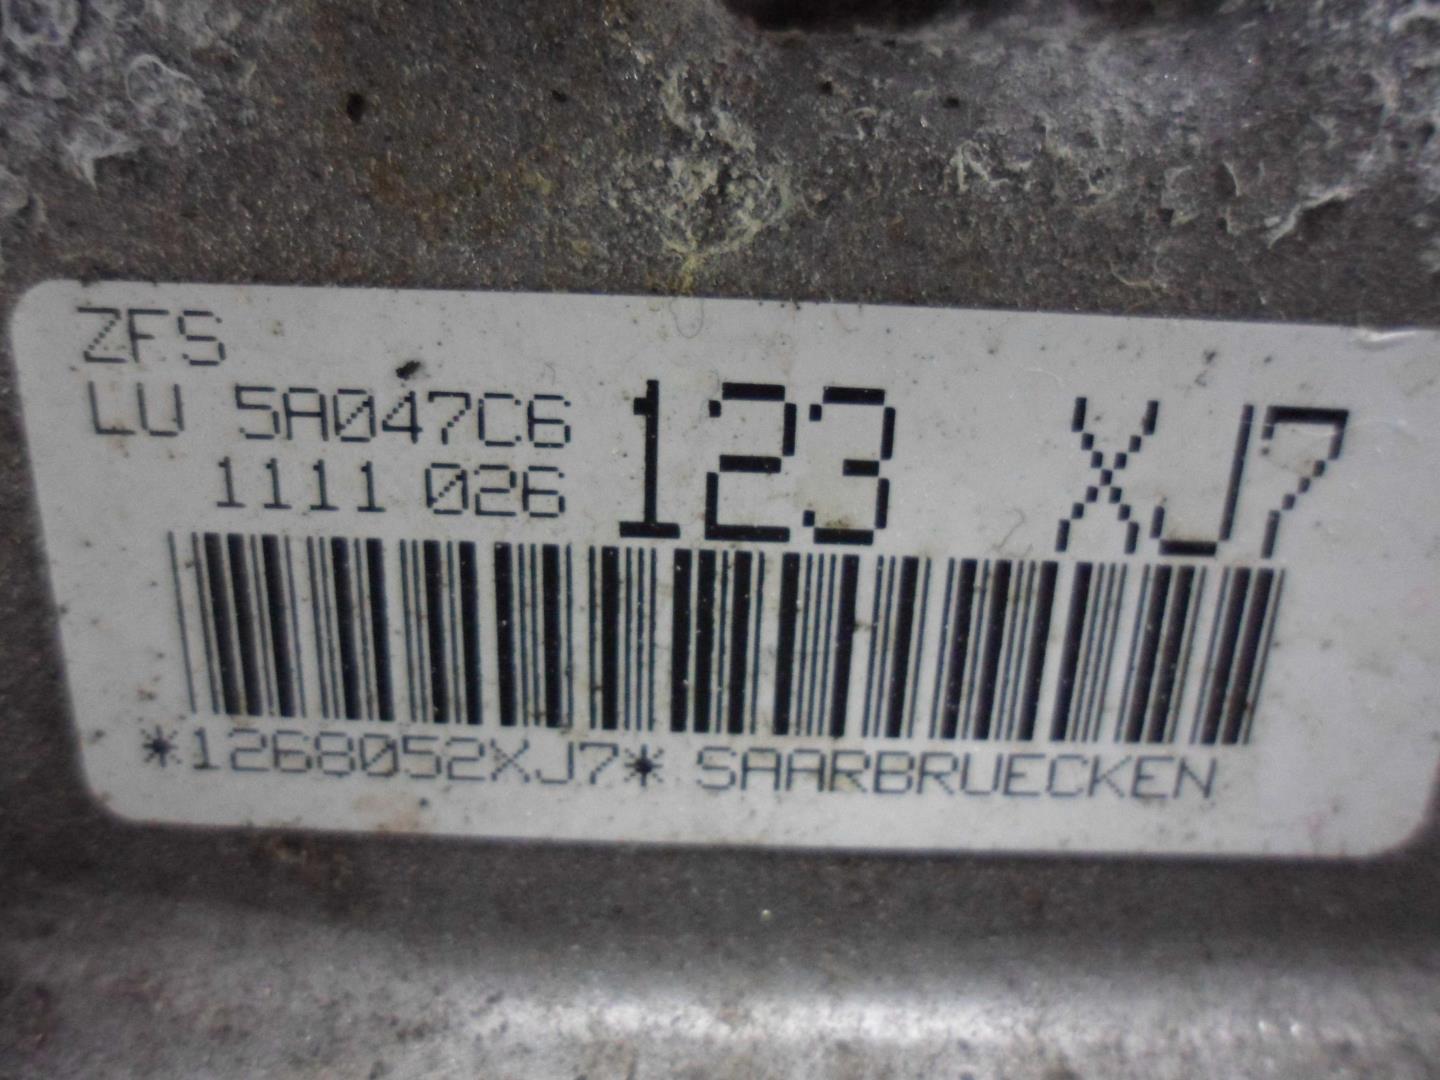 ZFS
LU 5A047C6 123 XJ7
1111 026
*1268052XJ7* SAARBRUECKEN